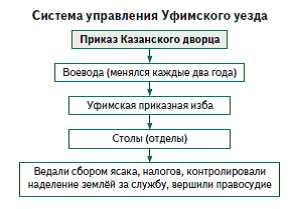 Система управления Уфимского уезда
Приказ Казанского дворца
Воевода (менялся каждые два года)
Уфимская приказная изба
Столы (отделы)
Ведали сбором ясака, налогов, контролировали
наделение землёй за службу, вершили правосудие